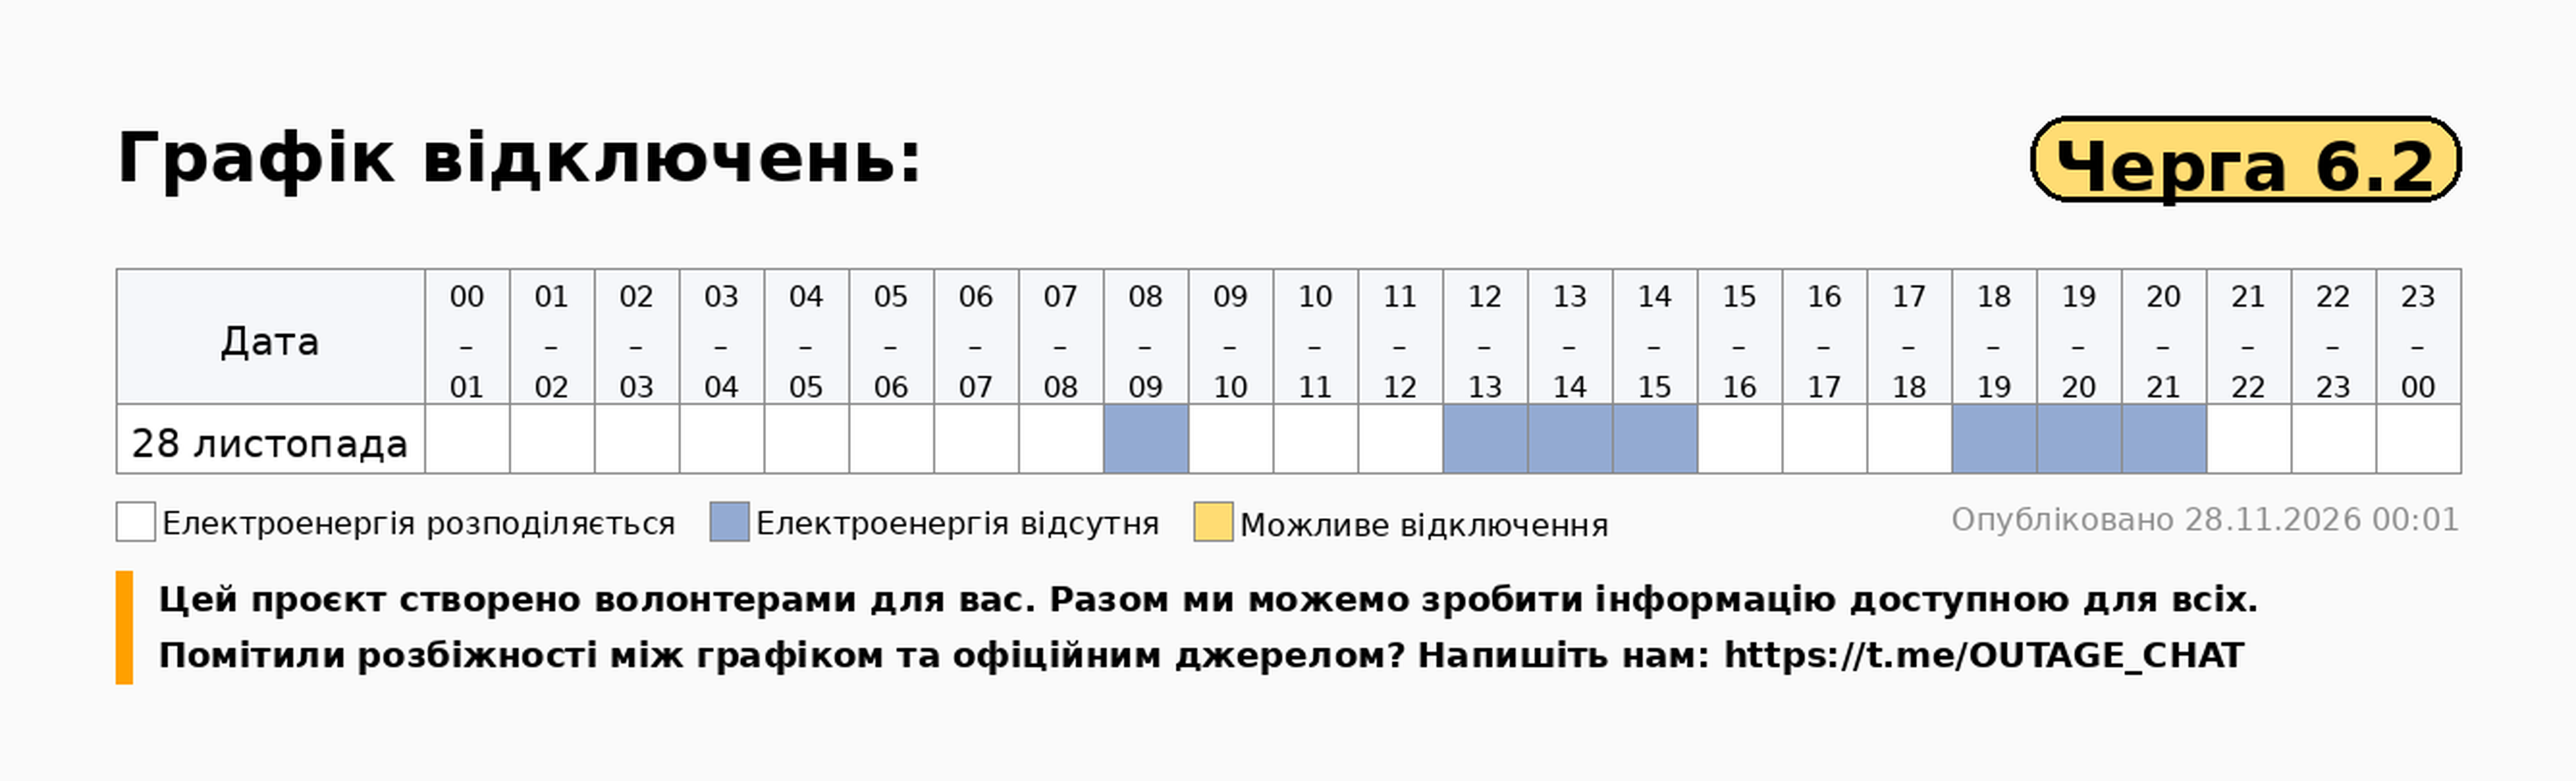 Графік відключень:
Черга 6.2
Дата
00 – 01
01 – 02
02 – 03
03 – 04
04 – 05
05 – 06
06 – 07
07 – 08
08 – 09
09 – 10
10 – 11
11 – 12
12 – 13
13 – 14
14 – 15
15 – 16
16 – 17
17 – 18
18 – 19
19 – 20
20 – 21
21 – 22
22 – 23
23 – 00
28 листопада
Електроенергія розподіляється
Електроенергія відсутня
Можливе відключення
Опубліковано 28.11.2026 00:01
Цей проєкт створено волонтерами для вас. Разом ми можемо зробити інформацію доступною для всіх.
Помітили розбіжності між графіком та офіційним джерелом? Напишіть нам: https://t.me/OUTAGE_CHAT